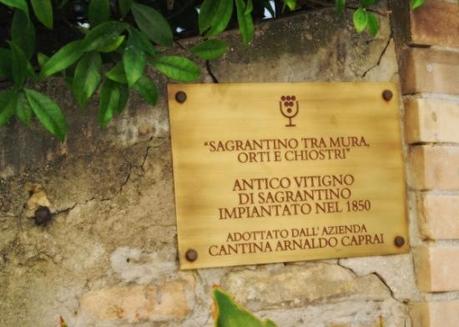 "SAGRANTINO TRA MURA,
ORTI E CHIOSTRI"
ANTICO VITIGNO
DI SAGRANTINO
IMPIANTATO NEL 1850
ADOTTATO DALL' AZIENDA
CANTINA ARNALDO CAPRAI